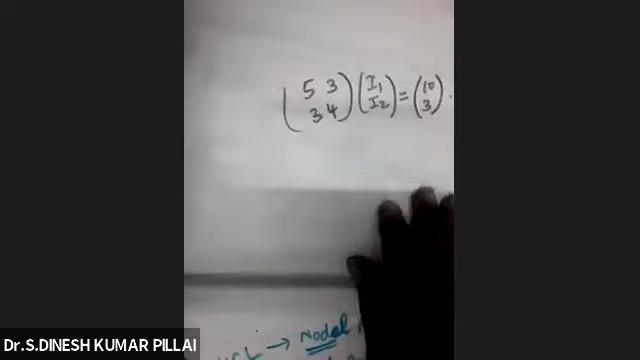 (5 3) (I1) = (10)
(3 4) (I2) (3) .
→ Nodal
Dr.S.DINESH KUMAR PILLAI